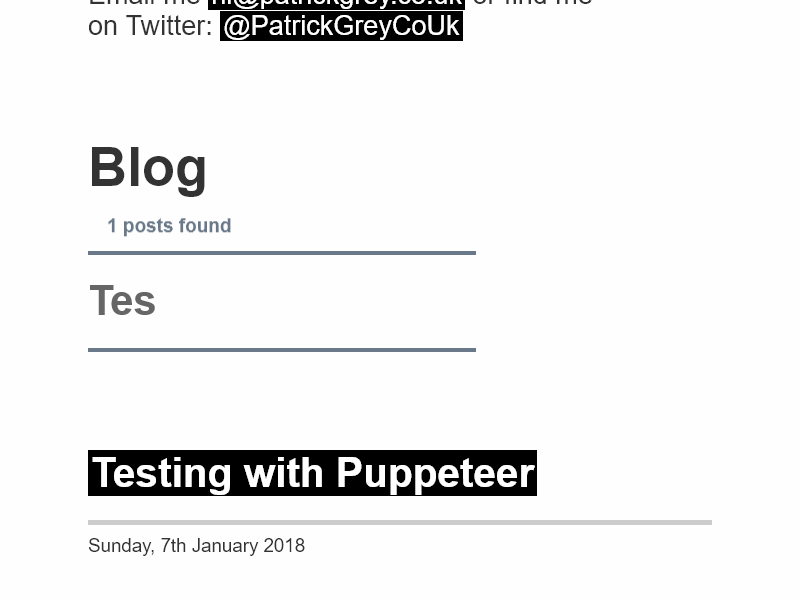 Email me hi@patrickgrey.co.uk or find me
on Twitter: @PatrickGreyCoUk
Blog
1 posts found
Tes
Testing with Puppeteer
Sunday, 7th January 2018